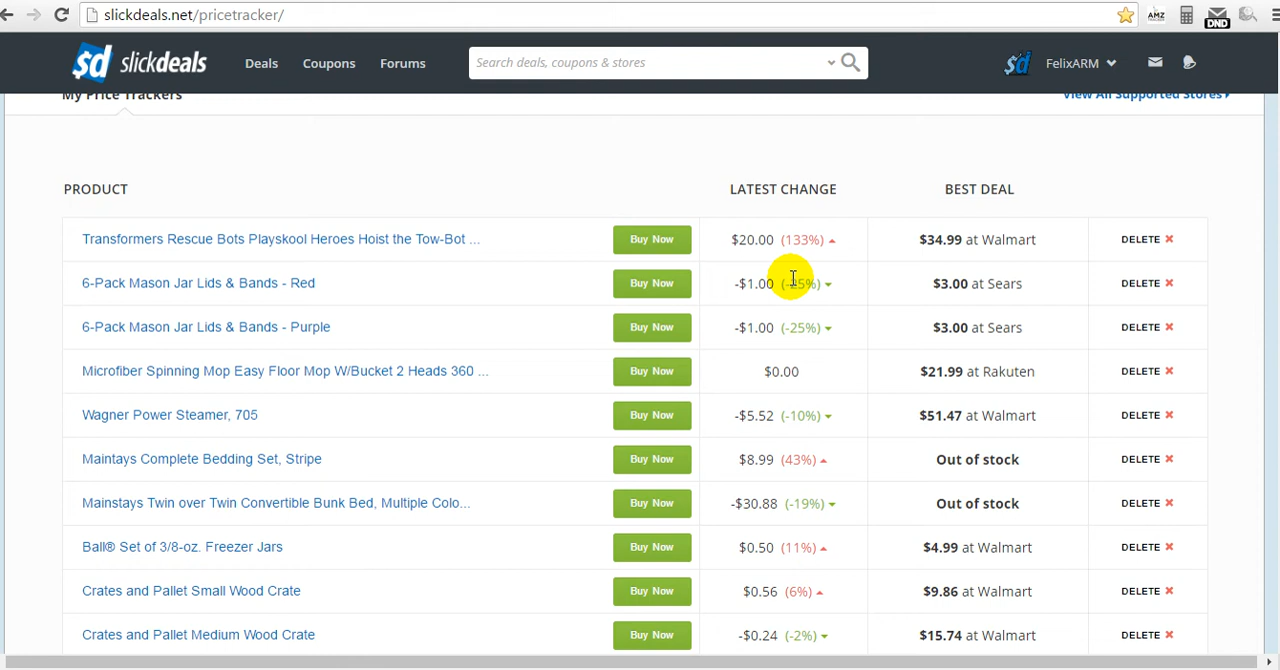 slickdeals.net/pricetracker/
AMZ
DND
$d slickdeals Deals Coupons Forums Search deals, coupons & stores $d FelixARM
My Price Trackers View All Supported Stores
PRODUCT LATEST CHANGE BEST DEAL
Transformers Rescue Bots Playskool Heroes Hoist the Tow-Bot ... Buy Now $20.00 (133%) $34.99 at Walmart DELETE
6-Pack Mason Jar Lids & Bands - Red Buy Now -$1.00 (-25%) $3.00 at Sears DELETE
6-Pack Mason Jar Lids & Bands - Purple Buy Now -$1.00 (-25%) $3.00 at Sears DELETE
Microfiber Spinning Mop Easy Floor Mop W/Bucket 2 Heads 360 ... Buy Now $0.00 $21.99 at Rakuten DELETE
Wagner Power Steamer, 705 Buy Now -$5.52 (-10%) $51.47 at Walmart DELETE
Maintays Complete Bedding Set, Stripe Buy Now $8.99 (43%) Out of stock DELETE
Mainstays Twin over Twin Convertible Bunk Bed, Multiple Colo... Buy Now -$30.88 (-19%) Out of stock DELETE
Ball® Set of 3/8-oz. Freezer Jars Buy Now $0.50 (11%) $4.99 at Walmart DELETE
Crates and Pallet Small Wood Crate Buy Now $0.56 (6%) $9.86 at Walmart DELETE
Crates and Pallet Medium Wood Crate Buy Now -$0.24 (-2%) $15.74 at Walmart DELETE